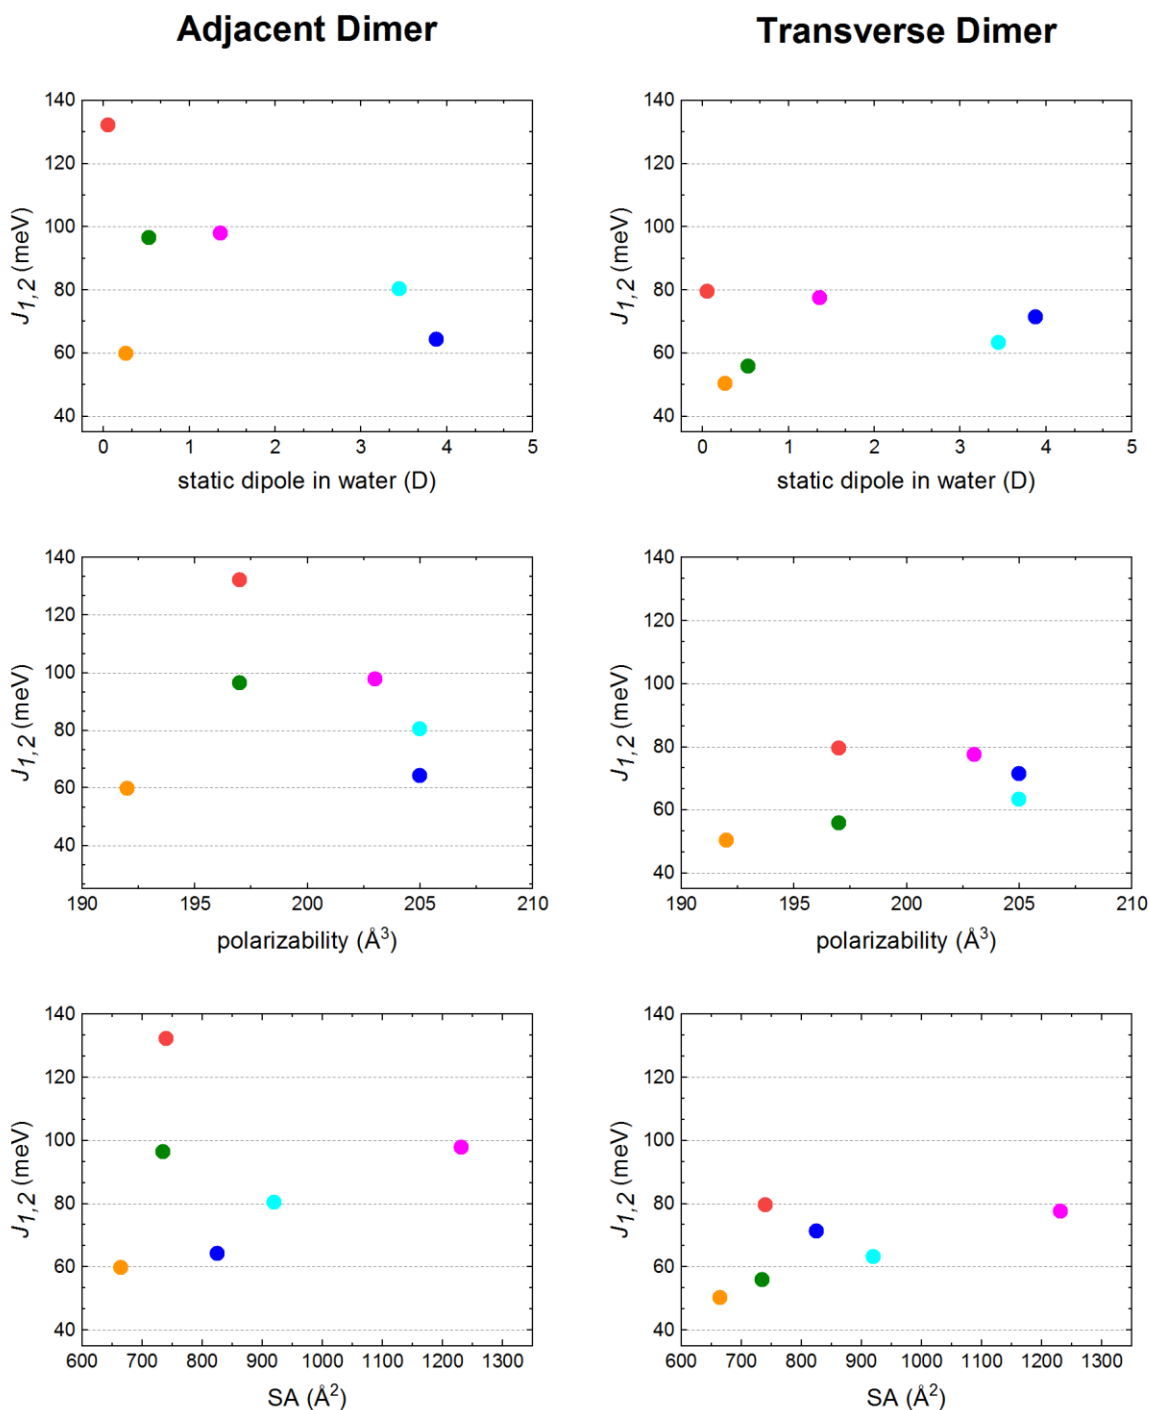 Adjacent Dimer
Transverse Dimer
140
120
100
80
60
40
J1,2 (meV)
0 1 2 3 4 5
static dipole in water (D)
140
120
100
80
60
40
J1,2 (meV)
0 1 2 3 4 5
static dipole in water (D)
140
120
100
80
60
40
J1,2 (meV)
190 195 200 205 210
polarizability (Å³)
140
120
100
80
60
40
J1,2 (meV)
190 195 200 205 210
polarizability (Å³)
140
120
100
80
60
40
J1,2 (meV)
600 700 800 900 1000 1100 1200 1300
SA (Å²)
140
120
100
80
60
40
J1,2 (meV)
600 700 800 900 1000 1100 1200 1300
SA (Å²)